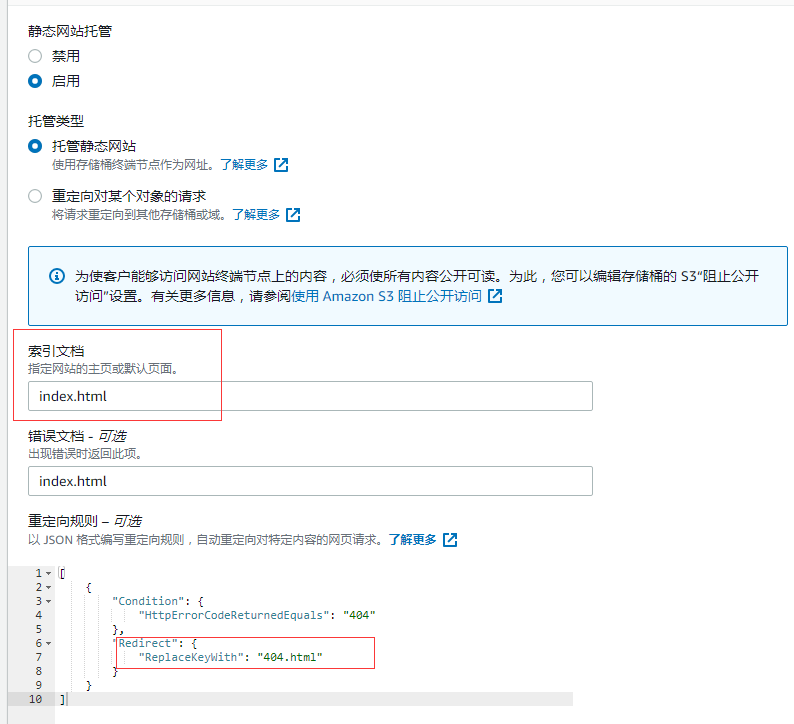 静态网站托管
禁用
启用
托管类型
托管静态网站
使用存储桶终端节点作为网址。了解更多
重定向对某个对象的请求
将请求重定向到其他存储桶或域。了解更多
为使客户能够访问网站终端节点上的内容，必须使所有内容公开可读。为此，您可以编辑存储桶的 S3“阻止公开
访问”设置。有关更多信息，请参阅使用 Amazon S3 阻止公开访问
索引文档
指定网站的主页或默认页面。
index.html
错误文档 - 可选
出现错误时返回此项。
index.html
重定向规则 – 可选
以 JSON 格式编写重定向规则，自动重定向对特定内容的网页请求。了解更多
1 [
2 {
3 "Condition": {
4 "HttpErrorCodeReturnedEquals": "404"
5 },
6 "Redirect": {
7 "ReplaceKeyWith": "404.html"
8 }
9 }
10 ]